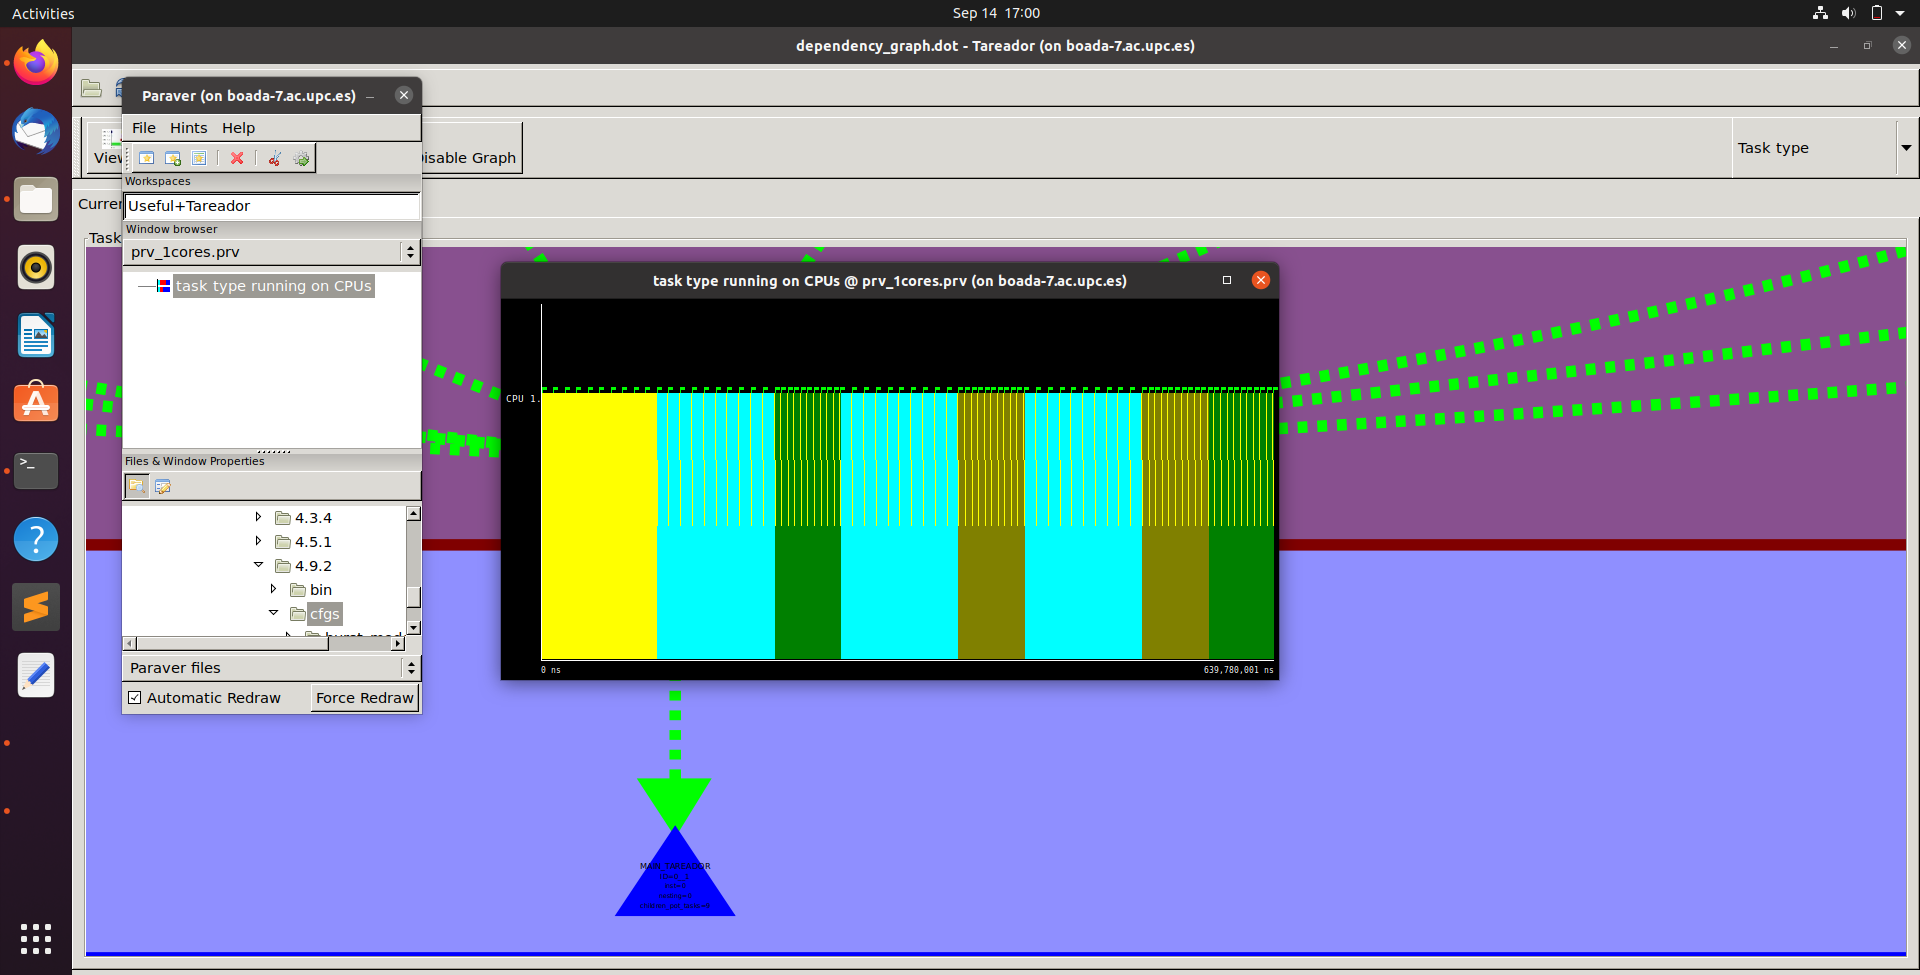 Activities
Sep 14 17:00
dependency_graph.dot - Tareador (on boada-7.ac.upc.es)
Paraver (on boada-7.ac.upc.es)
File Hints Help
View
isable Graph
Task type
Workspaces
Useful+Tareador
Curren
Window browser
Task
prv_1cores.prv
task type running on CPUs
task type running on CPUs @ prv_1cores.prv (on boada-7.ac.upc.es)
CPU 1.
0 ns
639,780,001 ns
Files & Window Properties
4.3.4
4.5.1
4.9.2
bin
cfgs
burst_mod
Paraver files
Automatic Redraw
Force Redraw
MAIN_TAREADOR